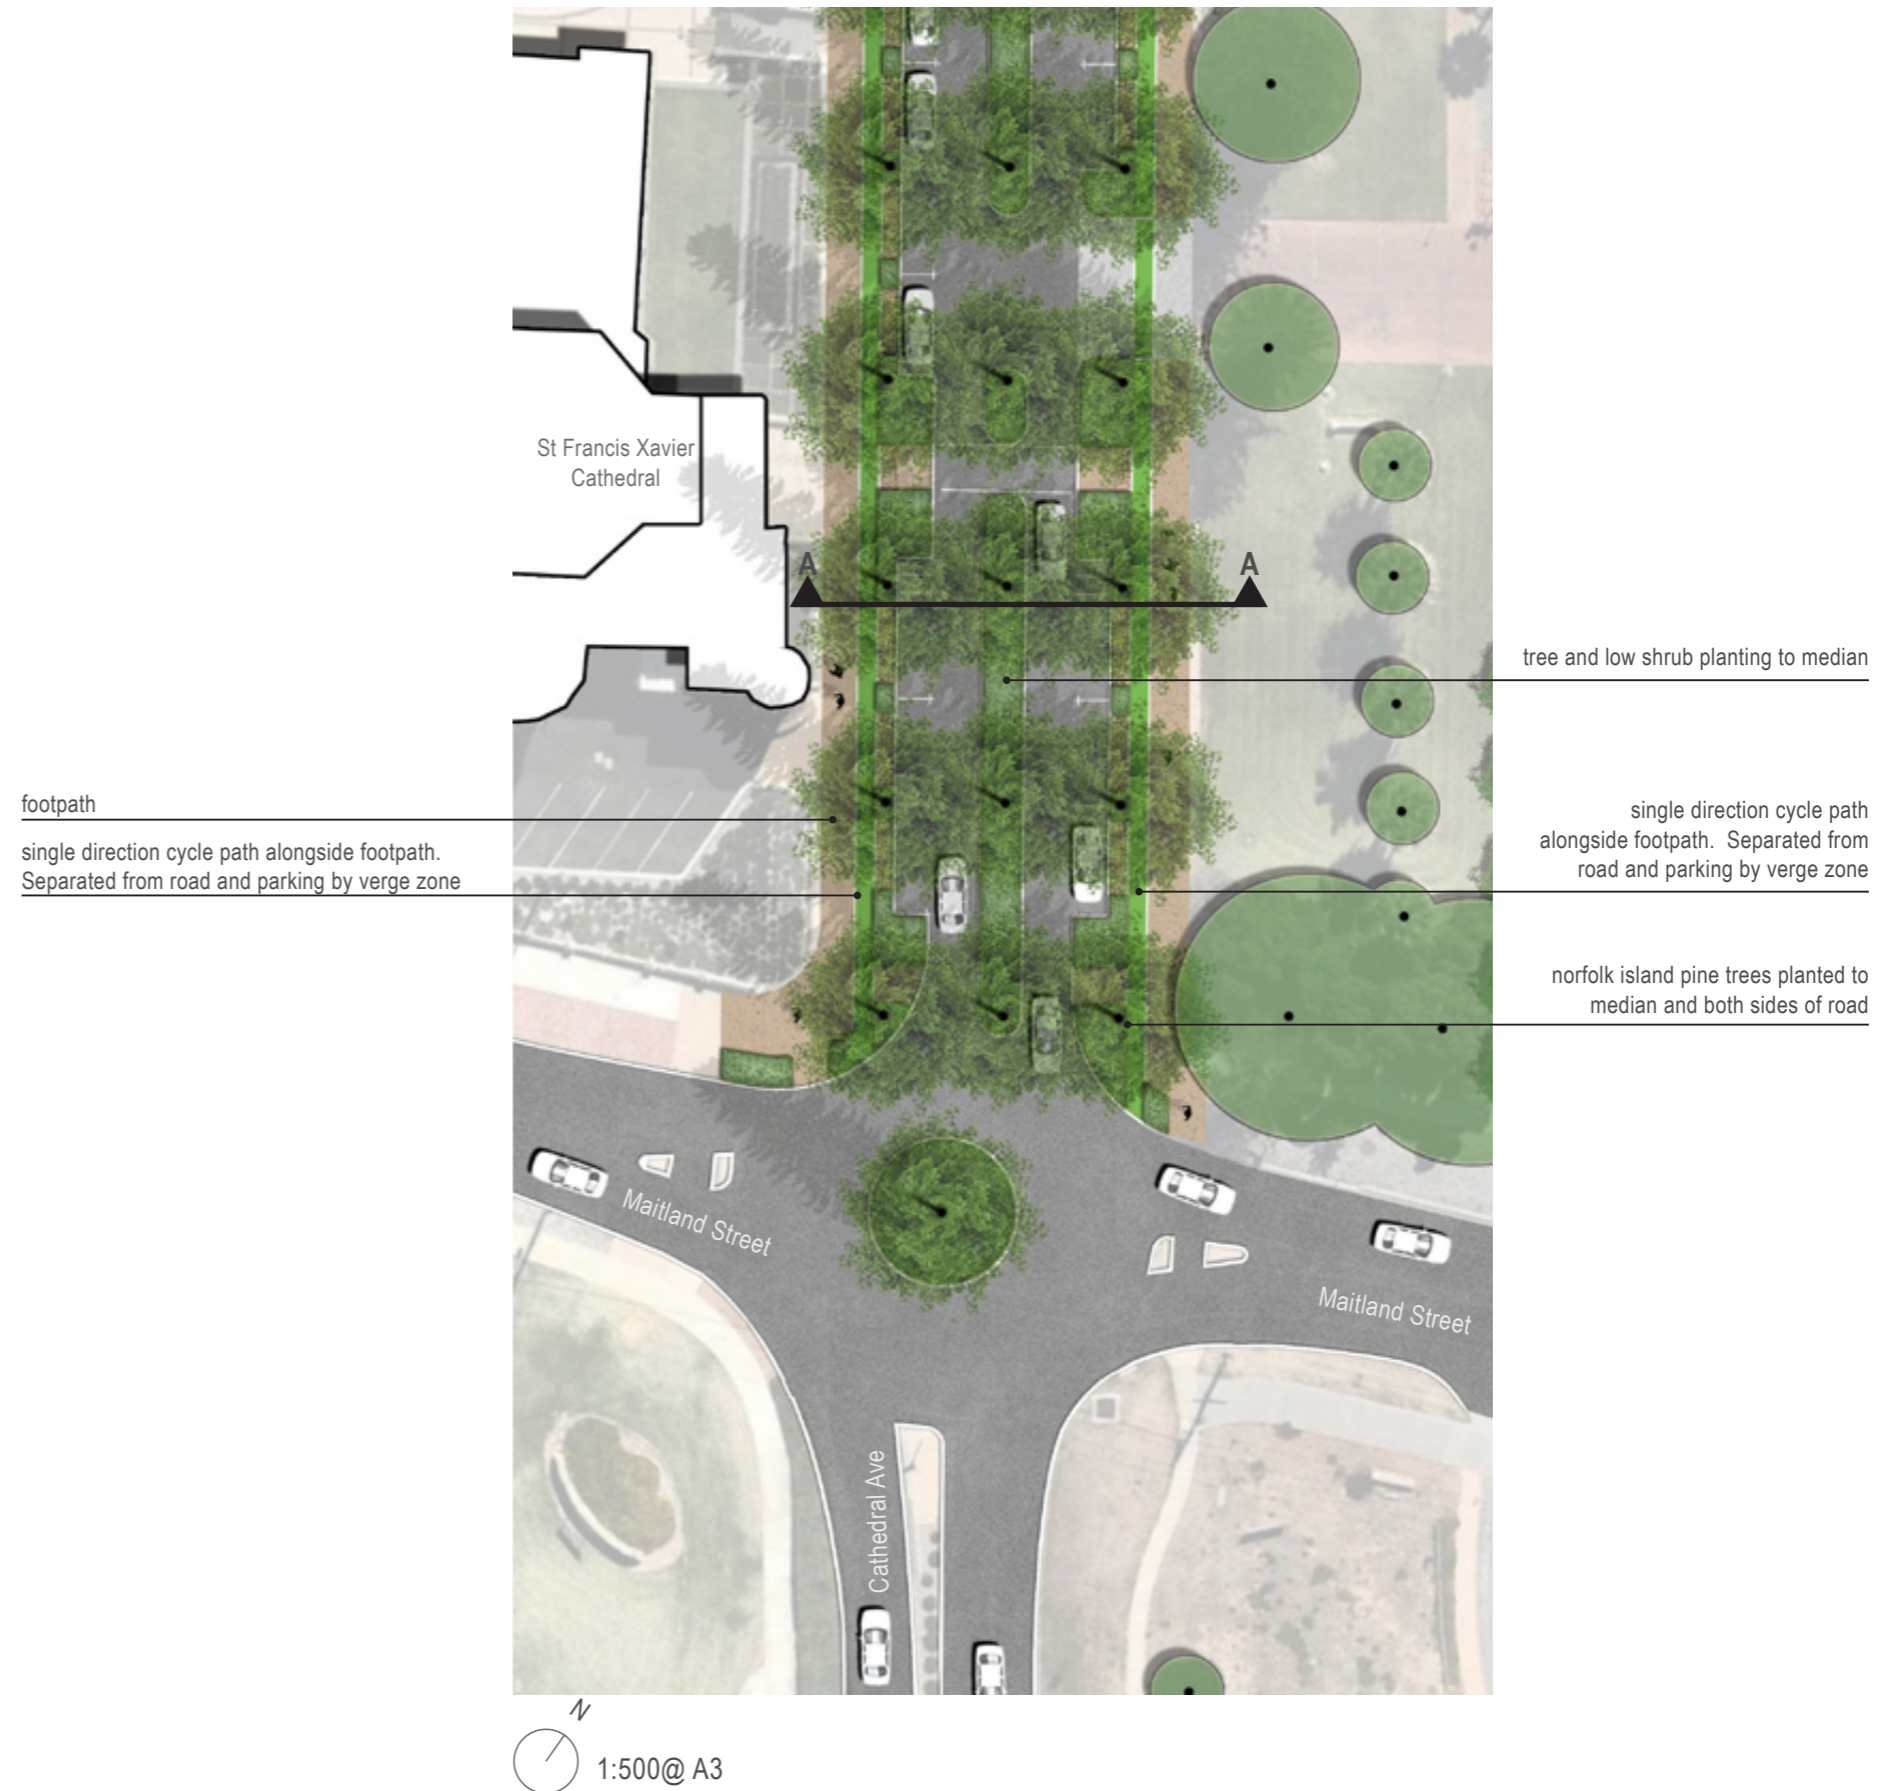 St Francis Xavier
Cathedral
A
A
tree and low shrub planting to median
footpath
single direction cycle path alongside footpath.
Separated from road and parking by verge zone
single direction cycle path
alongside footpath.  Separated from
road and parking by verge zone
norfolk island pine trees planted to
median and both sides of road
Maitland Street
Maitland Street
Cathedral Ave
N
1:500@ A3